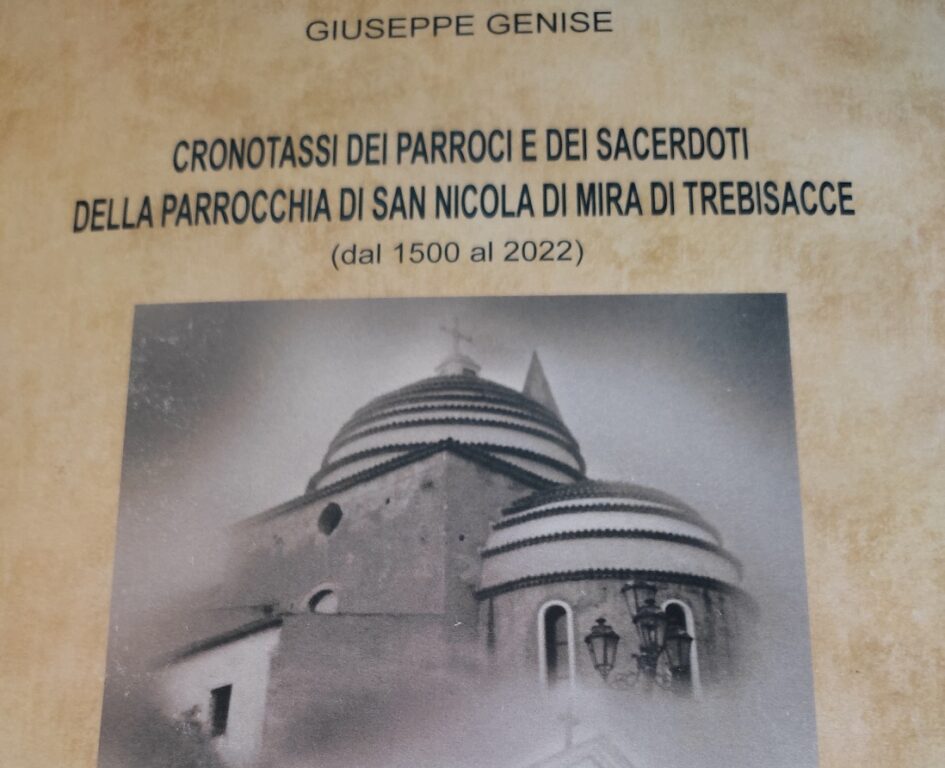 GIUSEPPE GENISE
CRONOTASSI DEI PARROCI E DEI SACERDOTI
DELLA PARROCCHIA DI SAN NICOLA DI MIRA DI TREBISACCE
(dal 1500 al 2022)